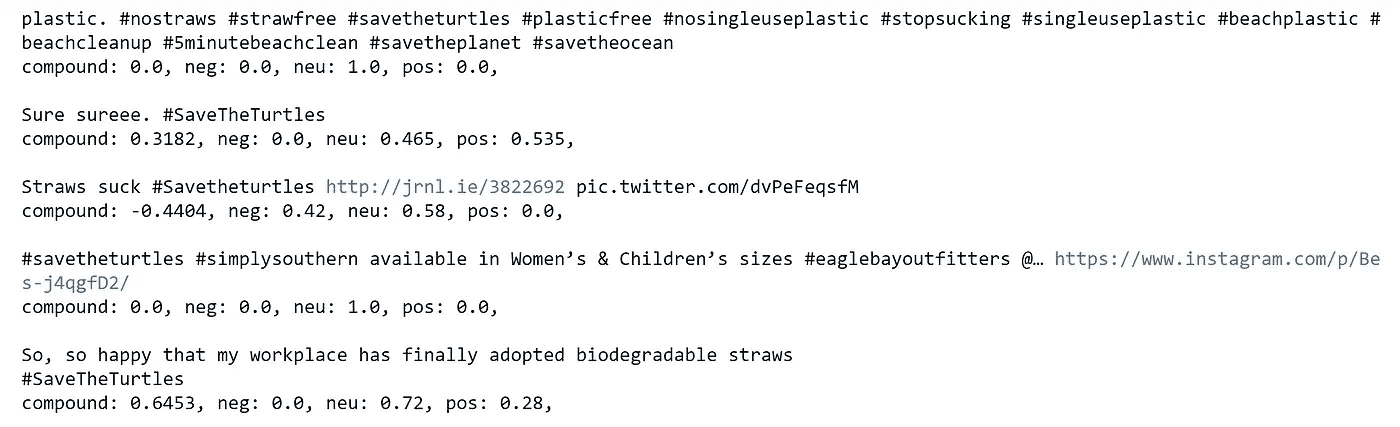 plastic. #nostraws #strawfree #savetheturtles #plasticfree #nosingleuseplastic #stopsucking #singleuseplastic #beachplastic #
beachcleanup #5minutebeachclean #savetheplanet #savetheocean
compound: 0.0, neg: 0.0, neu: 1.0, pos: 0.0,
Sure sureee. #SaveTheTurtles
compound: 0.3182, neg: 0.0, neu: 0.465, pos: 0.535,
Straws suck #Savetheturtles http://jrnl.ie/3822692 pic.twitter.com/dvPeFeqsfM
compound: -0.4404, neg: 0.42, neu: 0.58, pos: 0.0,
#savetheturtles #simplysouthern available in Women’s & Children’s sizes #eaglebayoutfitters @… https://www.instagram.com/p/Be
s-j4qgfD2/
compound: 0.0, neg: 0.0, neu: 1.0, pos: 0.0,
So, so happy that my workplace has finally adopted biodegradable straws
#SaveTheTurtles
compound: 0.6453, neg: 0.0, neu: 0.72, pos: 0.28,